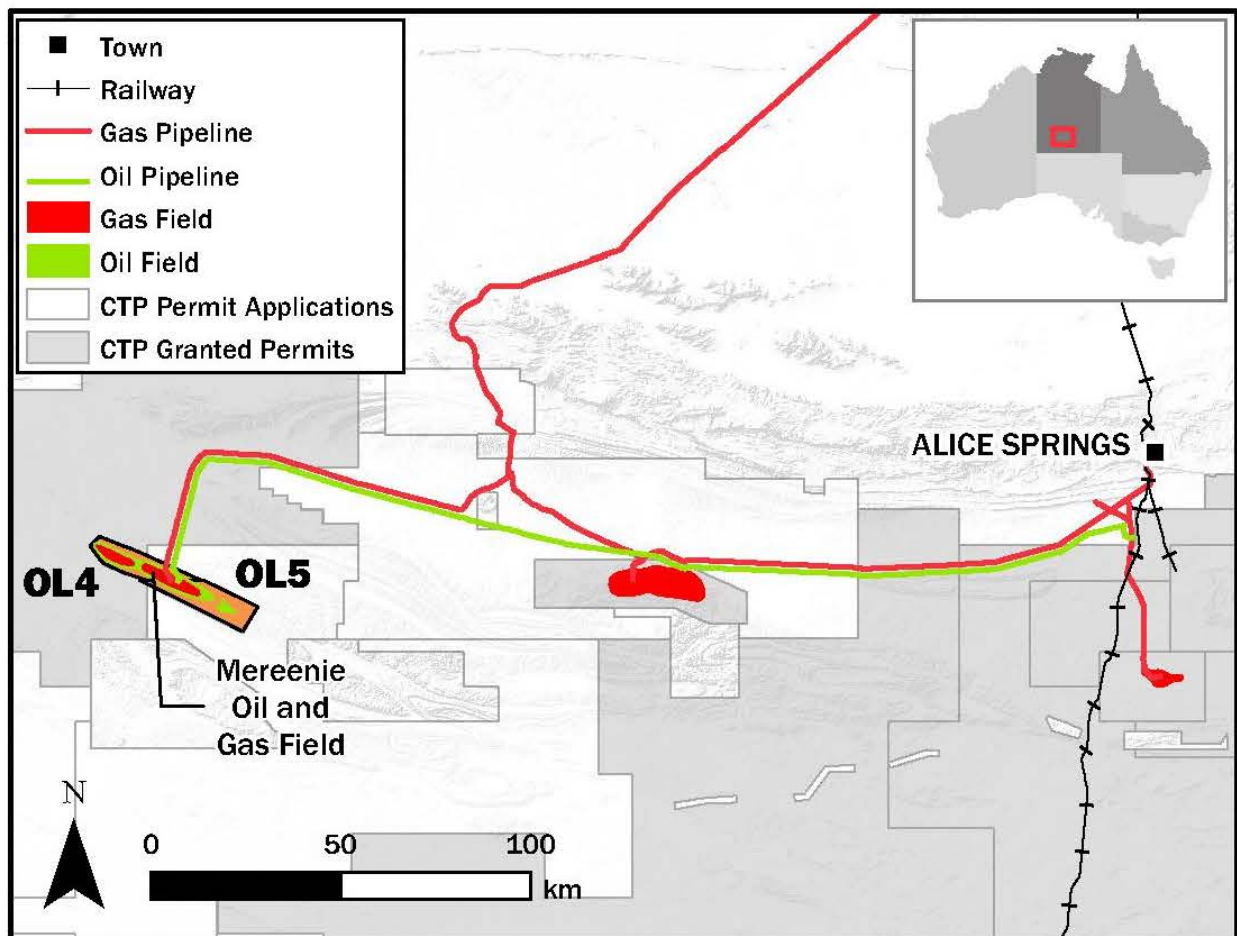 Town
Railway
Gas Pipeline
Oil Pipeline
Gas Field
Oil Field
CTP Permit Applications
CTP Granted Permits
ALICE SPRINGS
OL4
OL5
Mereenie
Oil and
Gas Field
N
0 50 100
km